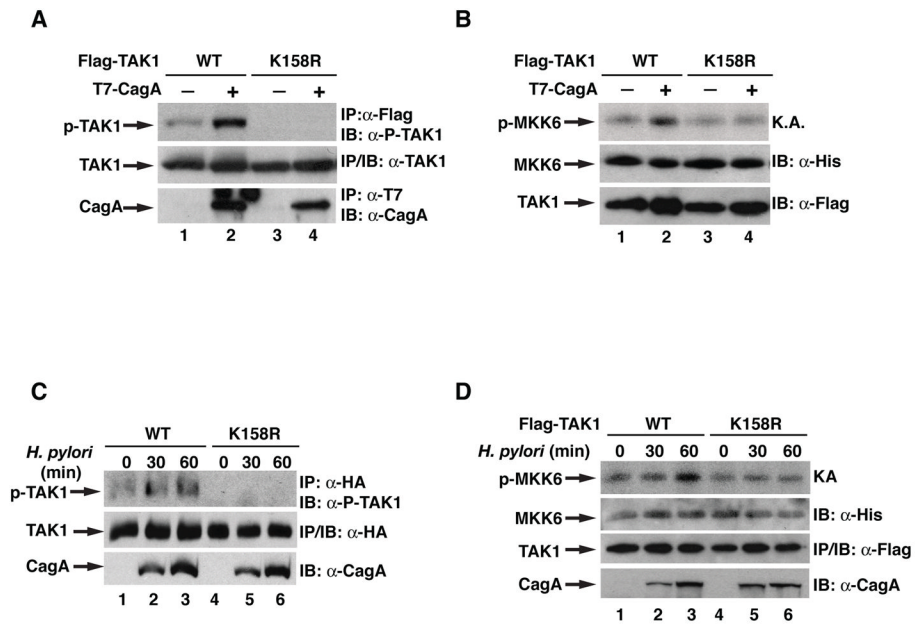 A
Flag-TAK1 WT K158R
T7-CagA – + – +
p-TAK1 IP:α-Flag
IB: α-P-TAK1
TAK1 IP/IB: α-TAK1
CagA IP: α-T7
IB: α-CagA
1 2 3 4
B
Flag-TAK1 WT K158R
T7-CagA – + – +
p-MKK6 K.A.
MKK6 IB: α-His
TAK1 IB: α-Flag
1 2 3 4
C
WT K158R
H. pylori
(min) 0 30 60 0 30 60
p-TAK1 IP: α-HA
IB: α-P-TAK1
TAK1 IP/IB: α-HA
CagA IB: α-CagA
1 2 3 4 5 6
D
Flag-TAK1 WT K158R
H. pylori (min) 0 30 60 0 30 60
p-MKK6 KA
MKK6 IB: α-His
TAK1 IP/IB: α-Flag
CagA IB: α-CagA
1 2 3 4 5 6